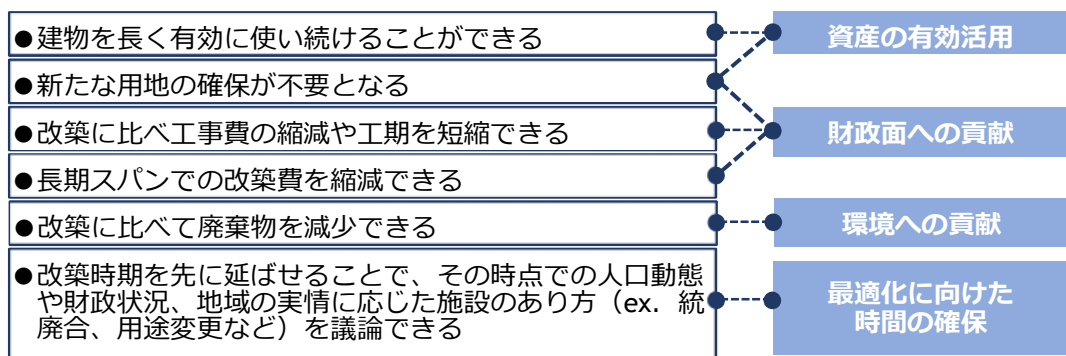 ●建物を長く有効に使い続けることができる
●新たな用地の確保が不要となる
●改築に比べ工事費の縮減や工期を短縮できる
●長期スパンでの改築費を縮減できる
●改築に比べて廃棄物を減少できる
●改築時期を先に延ばせることで、その時点での人口動態
や財政状況、地域の実情に応じた施設のあり方（ex. 統
廃合、用途変更など）を議論できる
資産の有効活用
財政面への貢献
環境への貢献
最適化に向けた
時間の確保